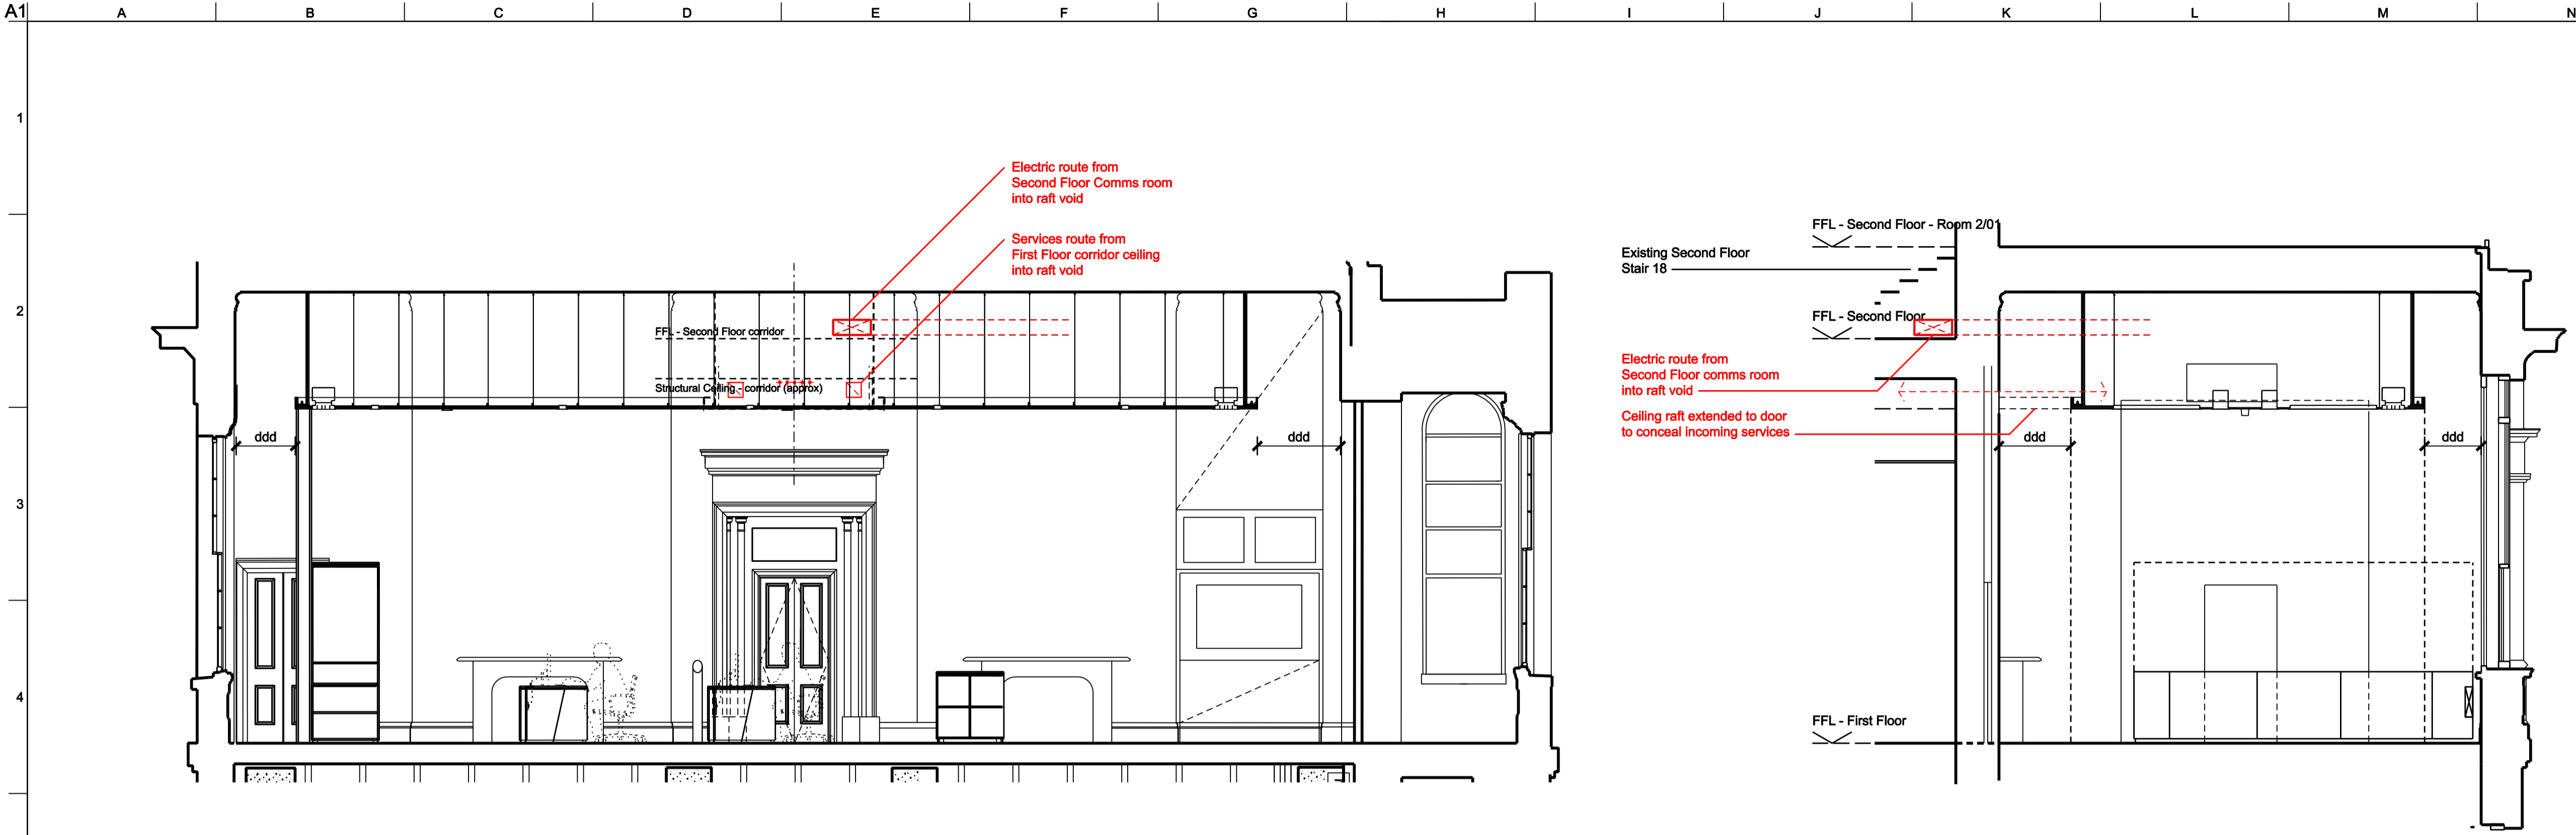 A1 A B C D E F G H I J K L M N
1
2
3
4
Electric route from
Second Floor Comms room
into raft void
Services route from
First Floor corridor ceiling
into raft void
FFL - Second Floor corridor
Structural Ceiling - corridor (approx)
ddd
ddd
FFL - Second Floor - Room 2/01
Existing Second Floor
Stair 18
FFL - Second Floor
Electric route from
Second Floor comms room
into raft void
Ceiling raft extended to door
to conceal incoming services
ddd
ddd
FFL - First Floor